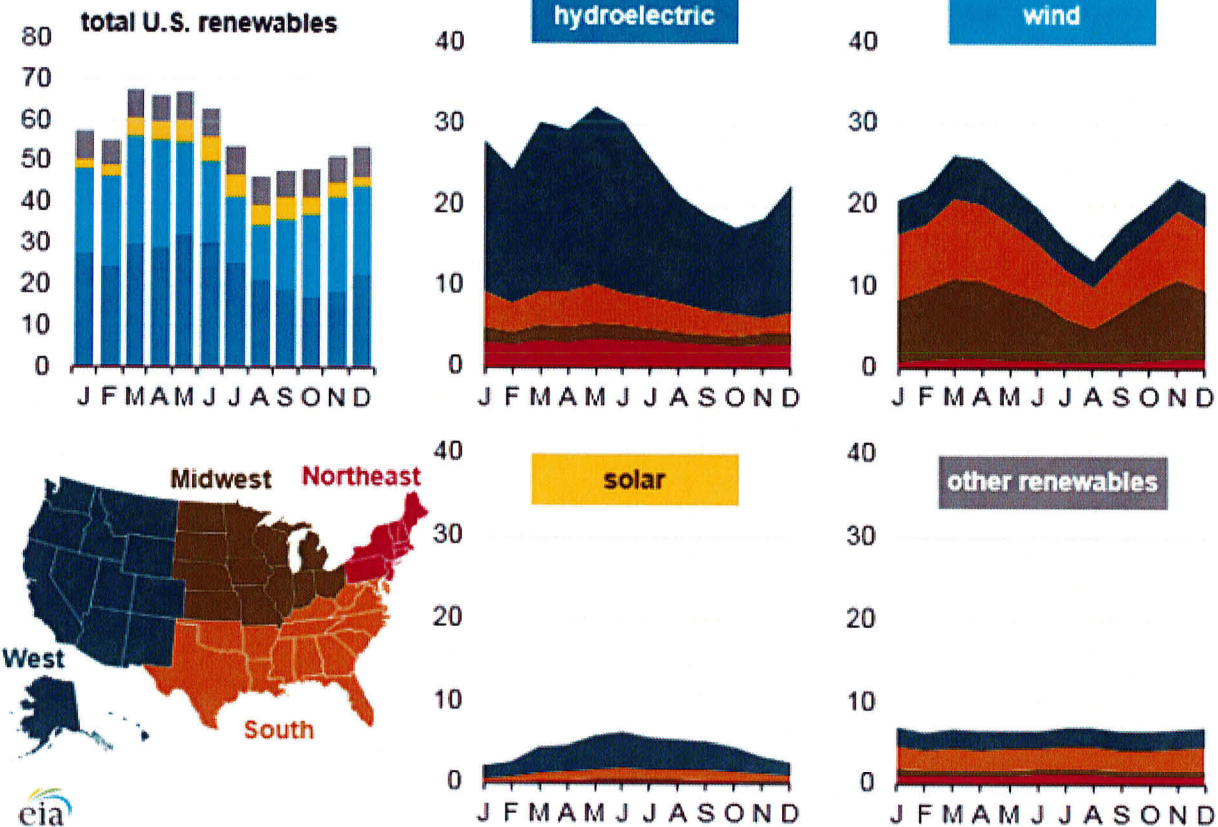 total U.S. renewables
80
70
60
50
40
30
20
10
0
J F M A M J J A S O N D
hydroelectric
40
30
20
10
0
J F M A M J J A S O N D
wind
40
30
20
10
0
J F M A M J J A S O N D
Midwest
Northeast
West
South
eia
solar
40
30
20
10
0
J F M A M J J A S O N D
other renewables
40
30
20
10
0
J F M A M J J A S O N D